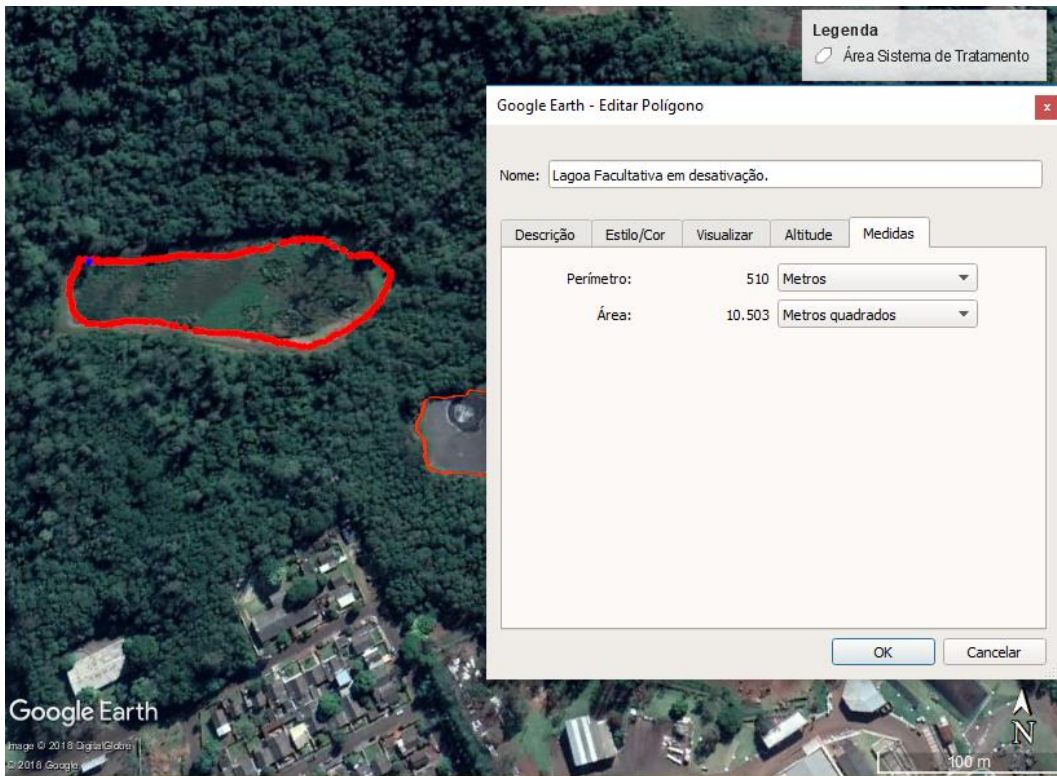 Legenda
Área Sistema de Tratamento
Google Earth - Editar Polígono
x
Nome: Lagoa Facultativa em desativação.
Descrição Estilo/Cor Visualizar Altitude Medidas
Perímetro: 510 Metros
Área: 10.503 Metros quadrados
OK Cancelar
Google Earth
Image © 2018 DigitalGlobe
© 2018 Google
N
100 m